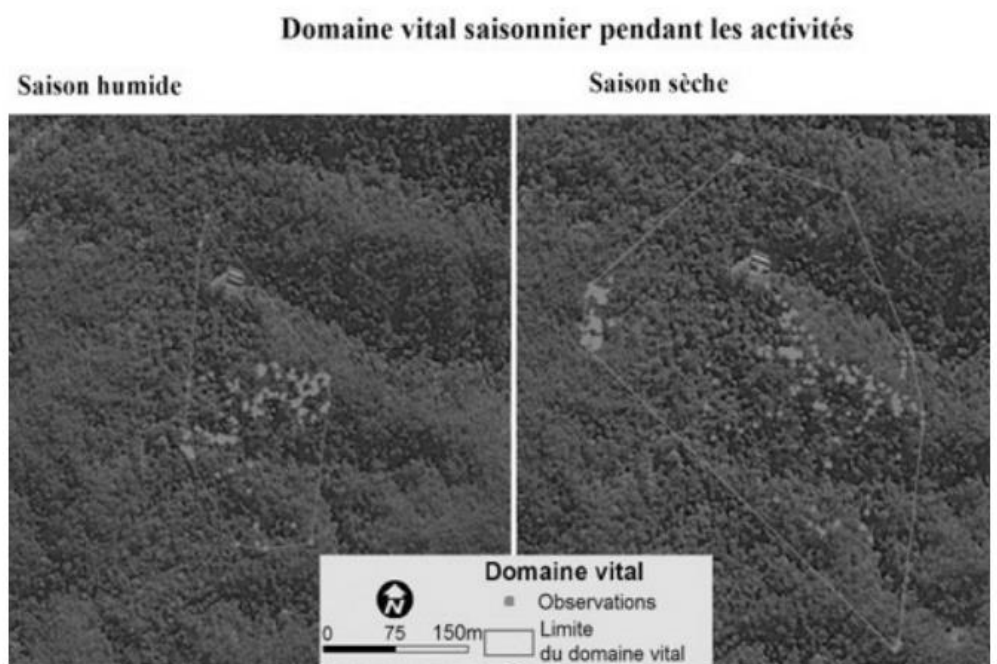 Domaine vital saisonnier pendant les activités
Saison humide
Saison sèche
Domaine vital
Observations
Limite
du domaine vital
N
0 75 150m